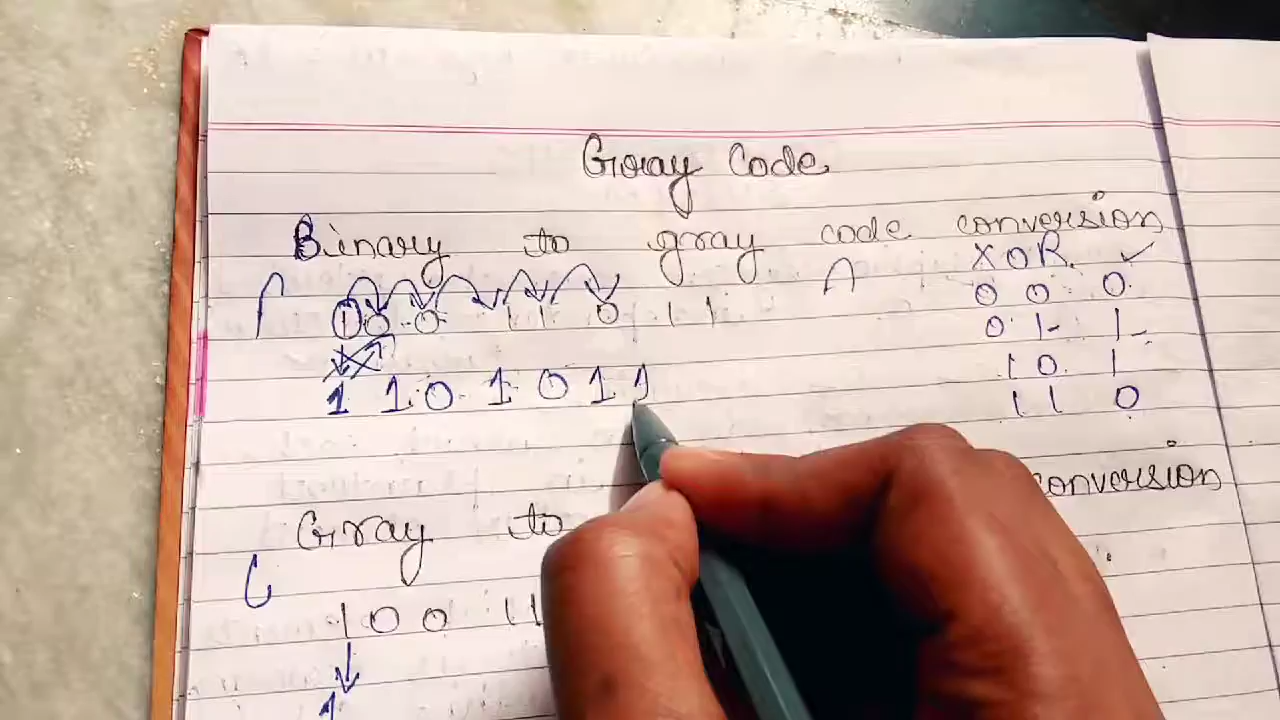 Gray Code
Binary to gray code conversion
XOR ✓
1 0 0 1 1 0 1 1
0 0 0
0 1 1
1 1 0 1 0 1 1
1 0 1
1 1 0
Gray to conversion
1 0 0 1 1
1